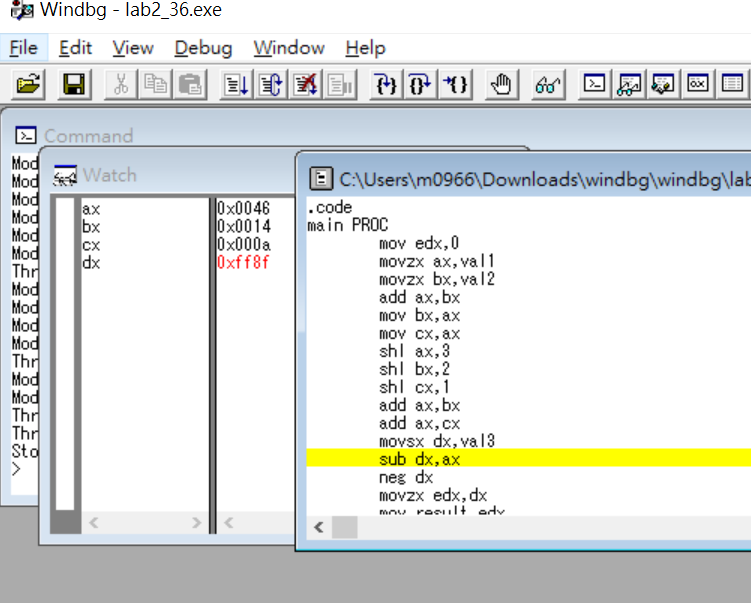 Windbg - lab2_36.exe
File Edit View Debug Window Help
Command
Mod
Mod
Mod
Mod
Mod
Mod
Thr
Mod
Mod
Mod
Mod
Thr
Mod
Mod
Thr
Thr
Sto
>
Watch
ax 0x0046
bx 0x0014
cx 0x000a
dx 0xff8f
C:\Users\m0966\Downloads\windbg\windbg\lab
.code
main PROC
mov edx,0
movzx ax,val1
movzx bx,val2
add ax,bx
mov bx,ax
mov cx,ax
shl ax,3
shl bx,2
shl cx,1
add ax,bx
add ax,cx
movsx dx,val3
sub dx,ax
neg dx
movzx edx,dx
mov result,edx